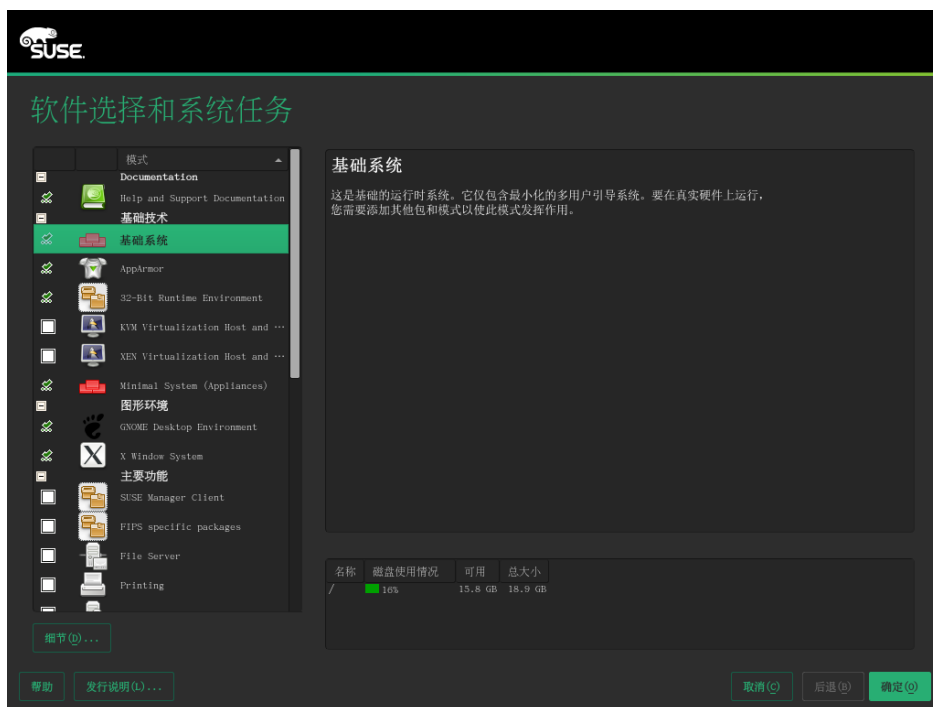 SUSE.
软件选择和系统任务
模式
Documentation
Help and Support Documentation
基础技术
基础系统
AppArmor
32-Bit Runtime Environment
KVM Virtualization Host and ···
XEN Virtualization Host and ···
Minimal System (Appliances)
图形环境
GNOME Desktop Environment
X Window System
主要功能
SUSE Manager Client
FIPS specific packages
File Server
Printing
基础系统
这是基础的运行时系统。它仅包含最小化的多用户引导系统。要在真实硬件上运行，
您需要添加其他包和模式以使此模式发挥作用。
名称 磁盘使用情况 可用 总大小
/ 16% 15.8 GB 18.9 GB
细节(D)...
帮助 发行说明(L)... 取消(C) 后退(B) 确定(O)